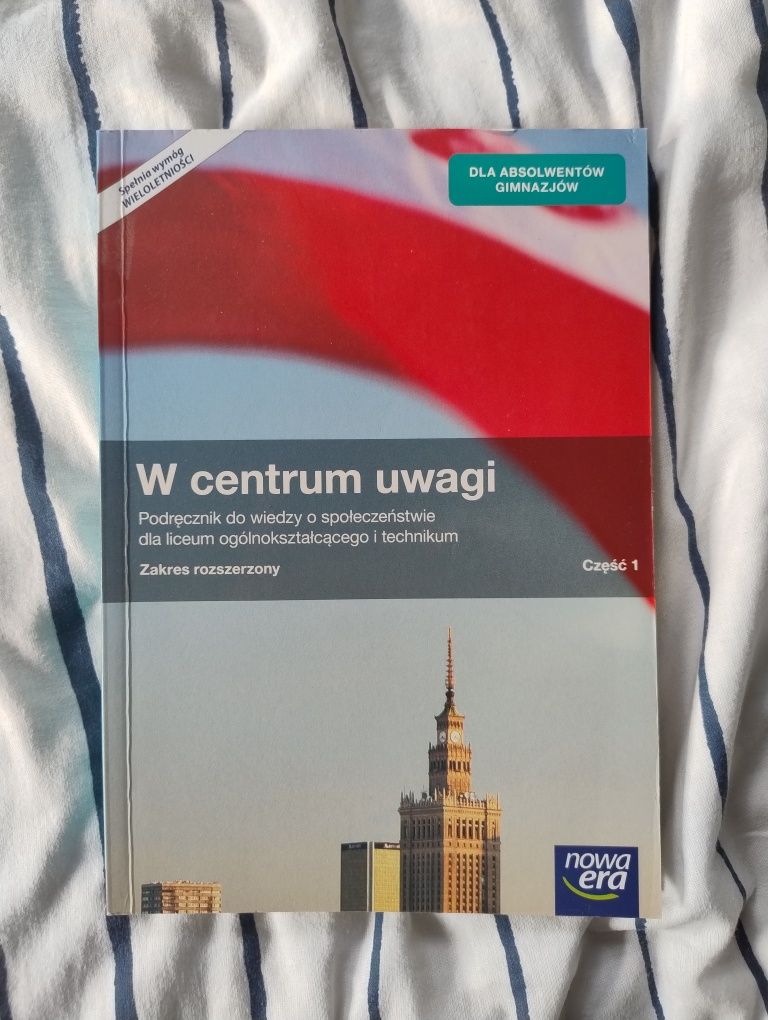 Spełnia wymóg
WIELOLETNIOŚCI
DLA ABSOLWENTÓW
GIMNAZJÓW
W centrum uwagi
Podręcznik do wiedzy o społeczeństwie
dla liceum ogólnokształcącego i technikum
Zakres rozszerzony
Część 1
nowa
era